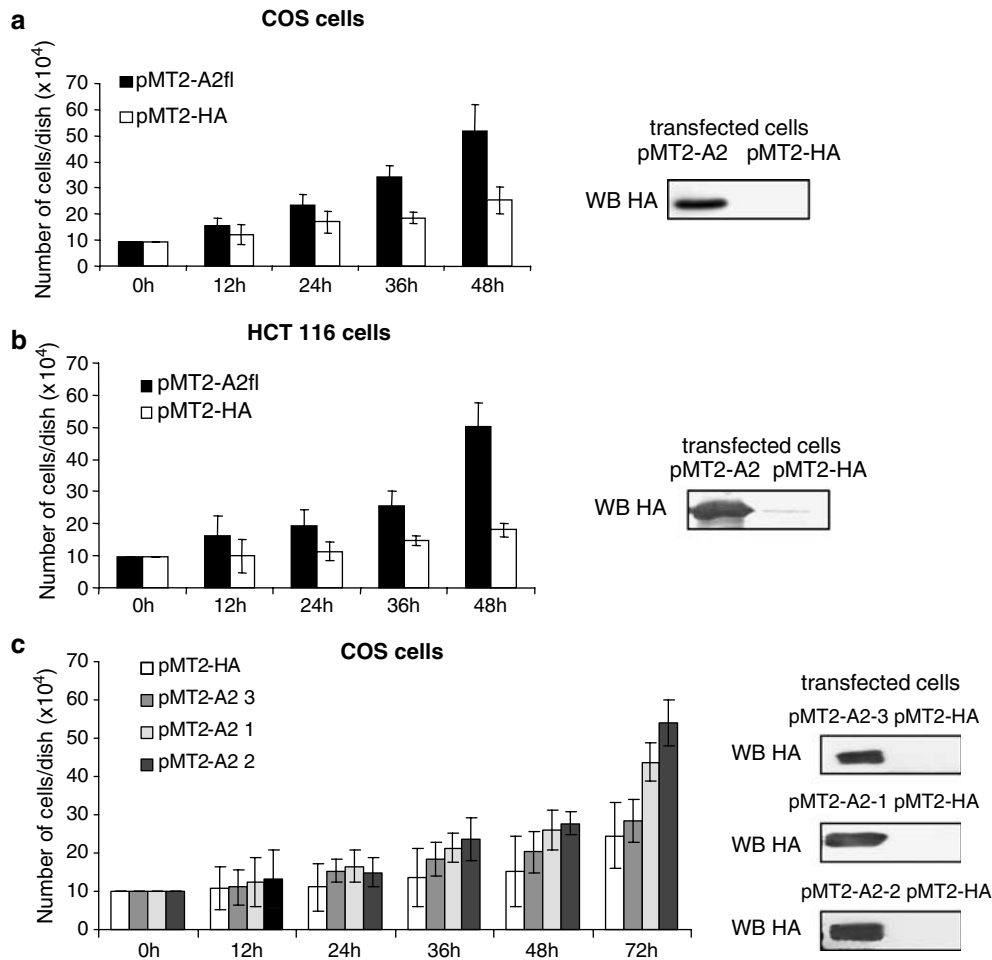 a
COS cells
Number of cells/dish (x10⁴)
70
60
50
40
30
20
10
0
pMT2-A2fl
pMT2-HA
0h 12h 24h 36h 48h
transfected cells
pMT2-A2 pMT2-HA
WB HA
b
HCT 116 cells
Number of cells/dish (x10⁴)
70
60
50
40
30
20
10
0
pMT2-A2fl
pMT2-HA
0h 12h 24h 36h 48h
transfected cells
pMT2-A2 pMT2-HA
WB HA
c
COS cells
Number of cells/dish (x10⁴)
70
60
50
40
30
20
10
0
pMT2-HA
pMT2-A2 3
pMT2-A2 1
pMT2-A2 2
0h 12h 24h 36h 48h 72h
transfected cells
pMT2-A2-3 pMT2-HA
WB HA
pMT2-A2-1 pMT2-HA
WB HA
pMT2-A2-2 pMT2-HA
WB HA